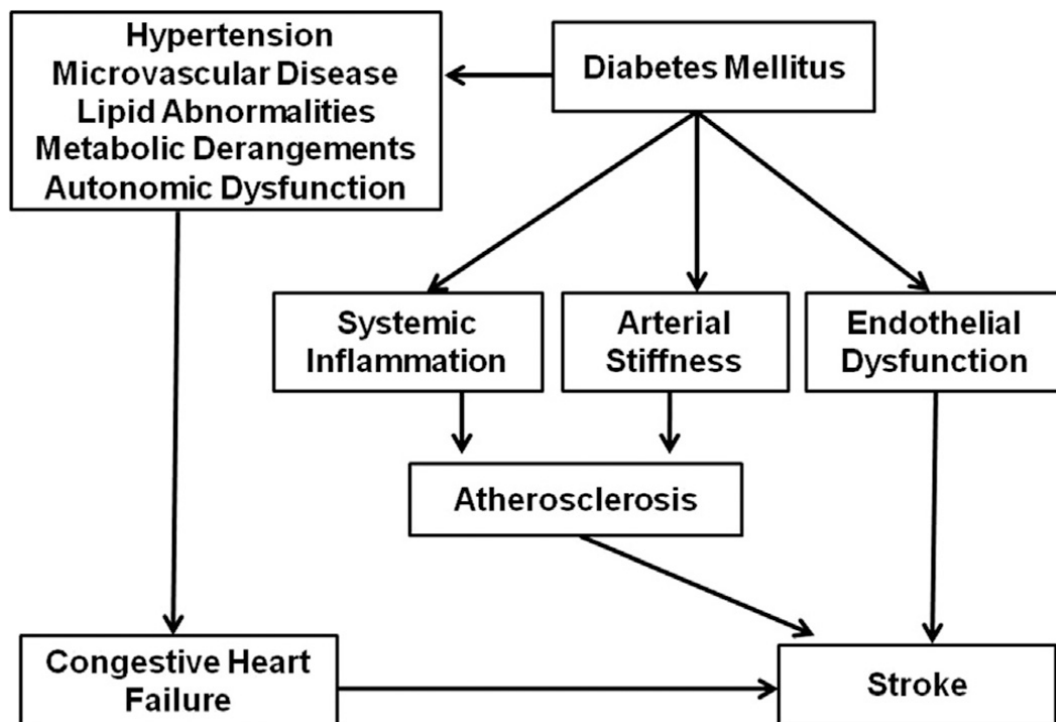 Hypertension
Microvascular Disease
Lipid Abnormalities
Metabolic Derangements
Autonomic Dysfunction
Diabetes Mellitus
Systemic
Inflammation
Arterial
Stiffness
Endothelial
Dysfunction
Atherosclerosis
Congestive Heart
Failure
Stroke